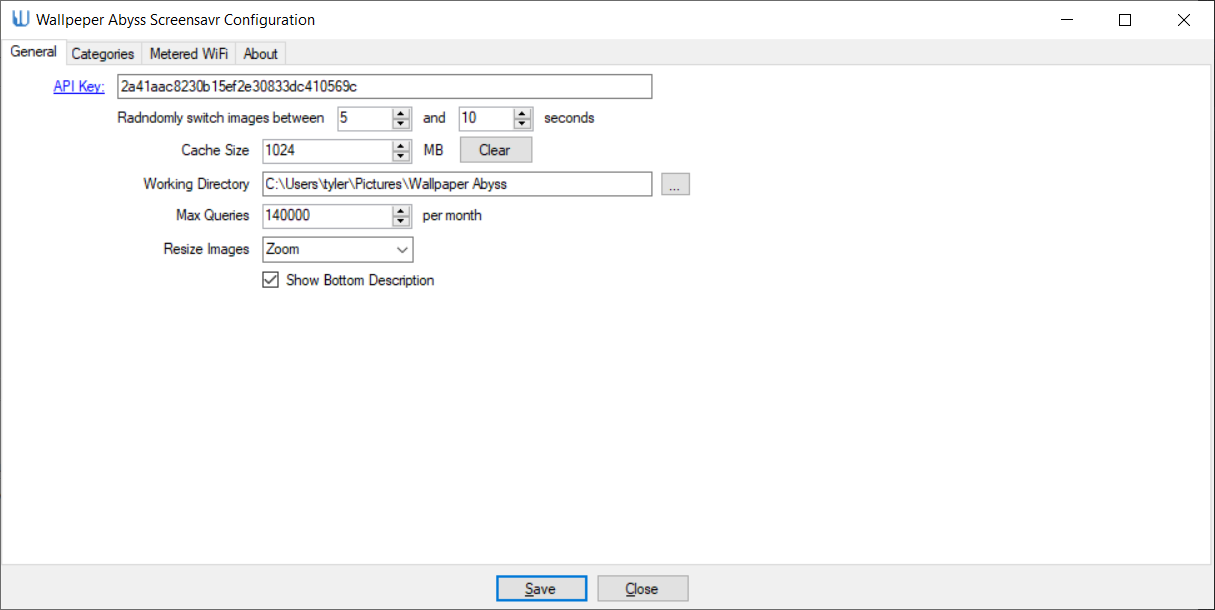 Wallpeper Abyss Screensavr Configuration
General Categories Metered WiFi About
API Key: 2a41aac8230b15ef2e30833dc410569c
Radndomly switch images between 5 and 10 seconds
Cache Size 1024 MB Clear
Working Directory C:\Users\tyler\Pictures\Wallpaper Abyss ...
Max Queries 140000 per month
Resize Images Zoom
Show Bottom Description
Save Close